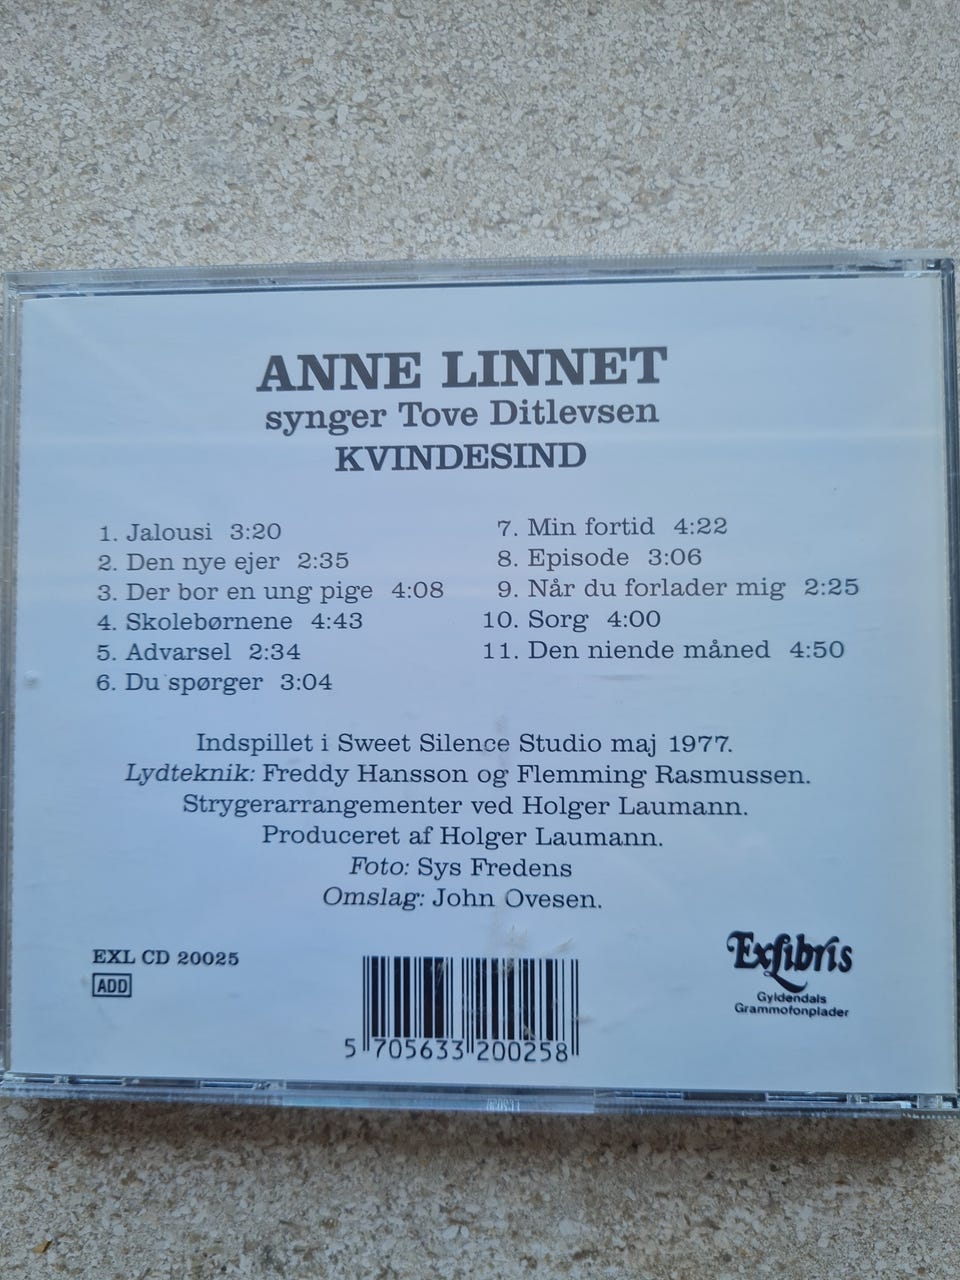 ANNE LINNET
synger Tove Ditlevsen
KVINDESIND
1. Jalousi 3:20
2. Den nye ejer 2:35
3. Der bor en ung pige 4:08
4. Skolebørnene 4:43
5. Advarsel 2:34
6. Du spørger 3:04
7. Min fortid 4:22
8. Episode 3:06
9. Når du forlader mig 2:25
10. Sorg 4:00
11. Den niende måned 4:50
Indspillet i Sweet Silence Studio maj 1977.
Lydteknik: Freddy Hansson og Flemming Rasmussen.
Strygerarrangementer ved Holger Laumann.
Produceret af Holger Laumann.
Foto: Sys Fredens
Omslag: John Ovesen.
EXL CD 20025
ADD
5 705633 200258
Exlibris
Gyldendals
Grammofonplader